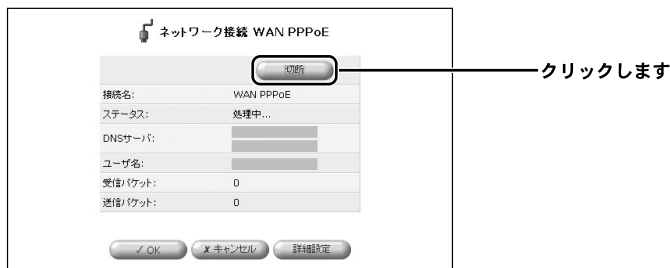 ネットワーク接続 WAN PPPoE
切断
クリックします
接続名: WAN PPPoE
ステータス: 処理中...
DNSサーバ:
ユーザ名:
受信パケット: 0
送信パケット: 0
✓ OK ✗ キャンセル 詳細設定